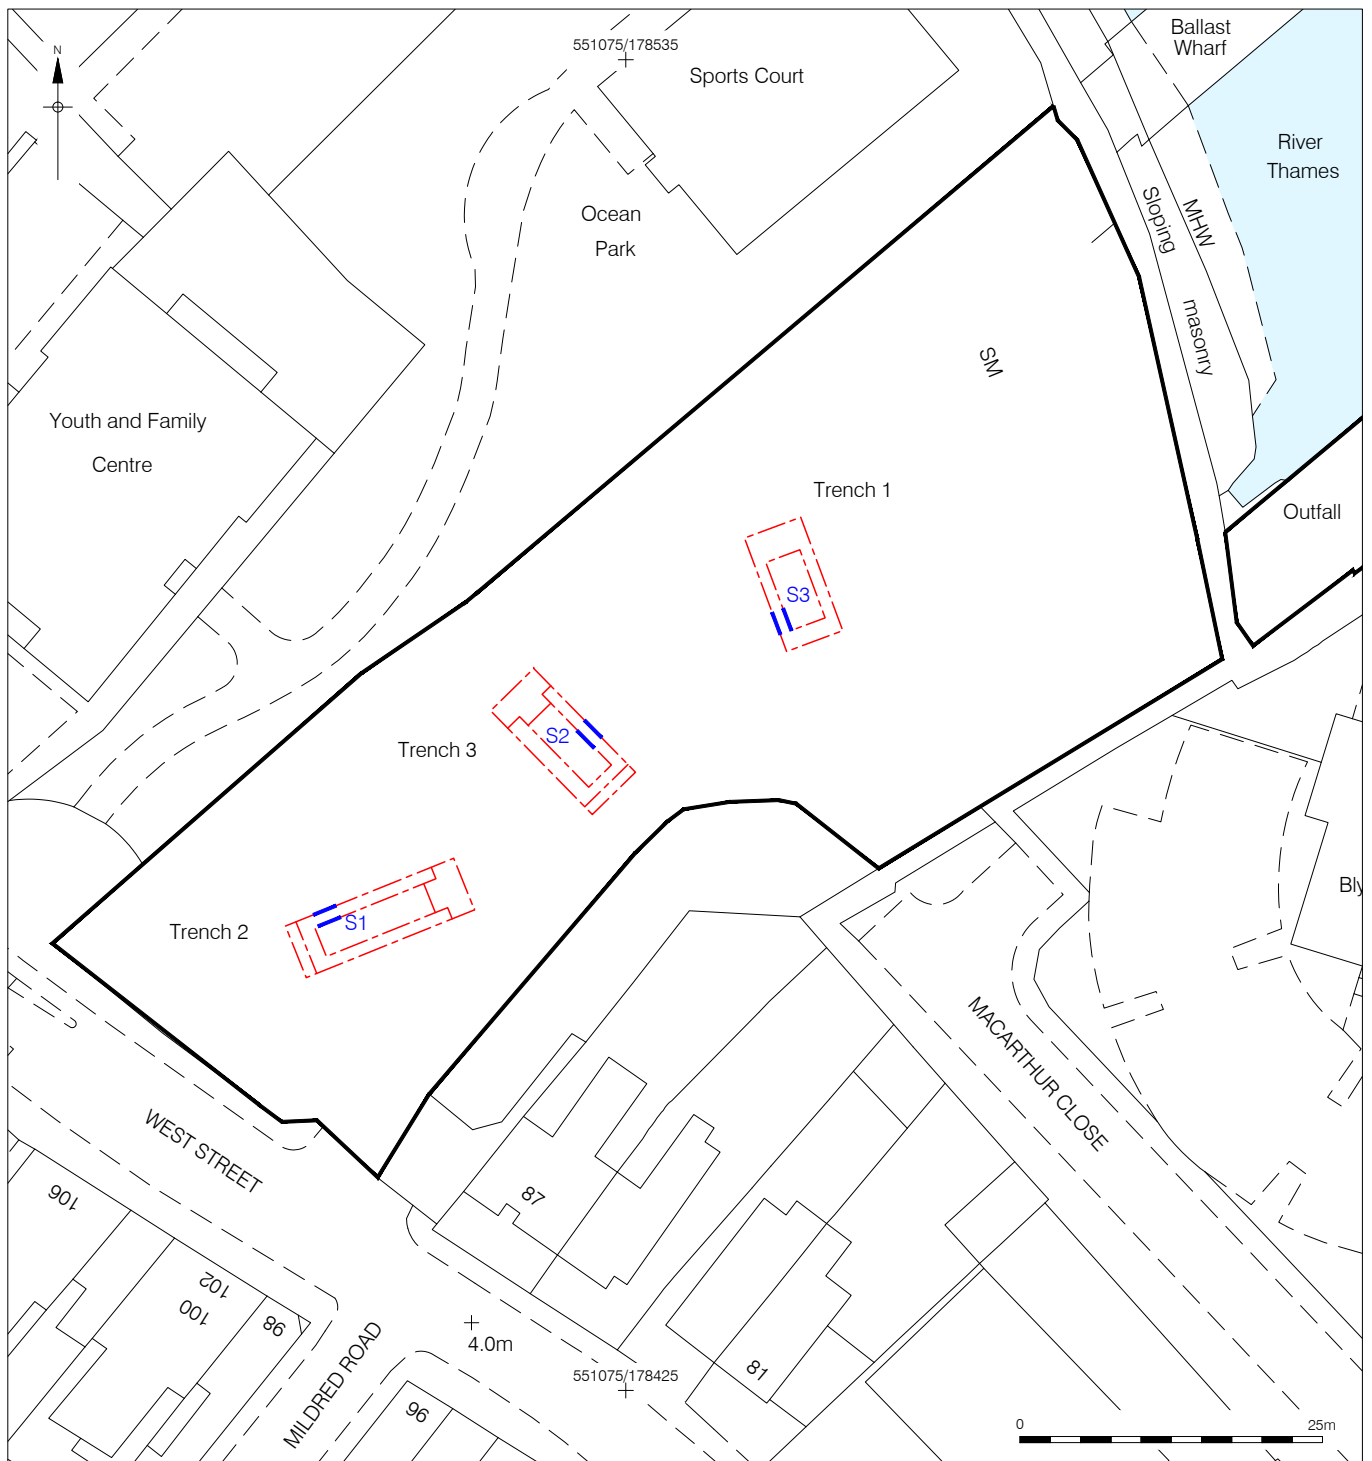 N
551075/178535
Sports Court
Ballast
Wharf
River
Thames
Ocean
Park
Sloping
masonry
MHW
SM
Youth and Family
Centre
Trench 1
Outfall
S3
S2
Trench 3
S1
Trench 2
Bly
MACARTHUR CLOSE
WEST STREET
106
102
100
98
87
81
MILDRED ROAD
4.0m
96
551075/178425
0
25m